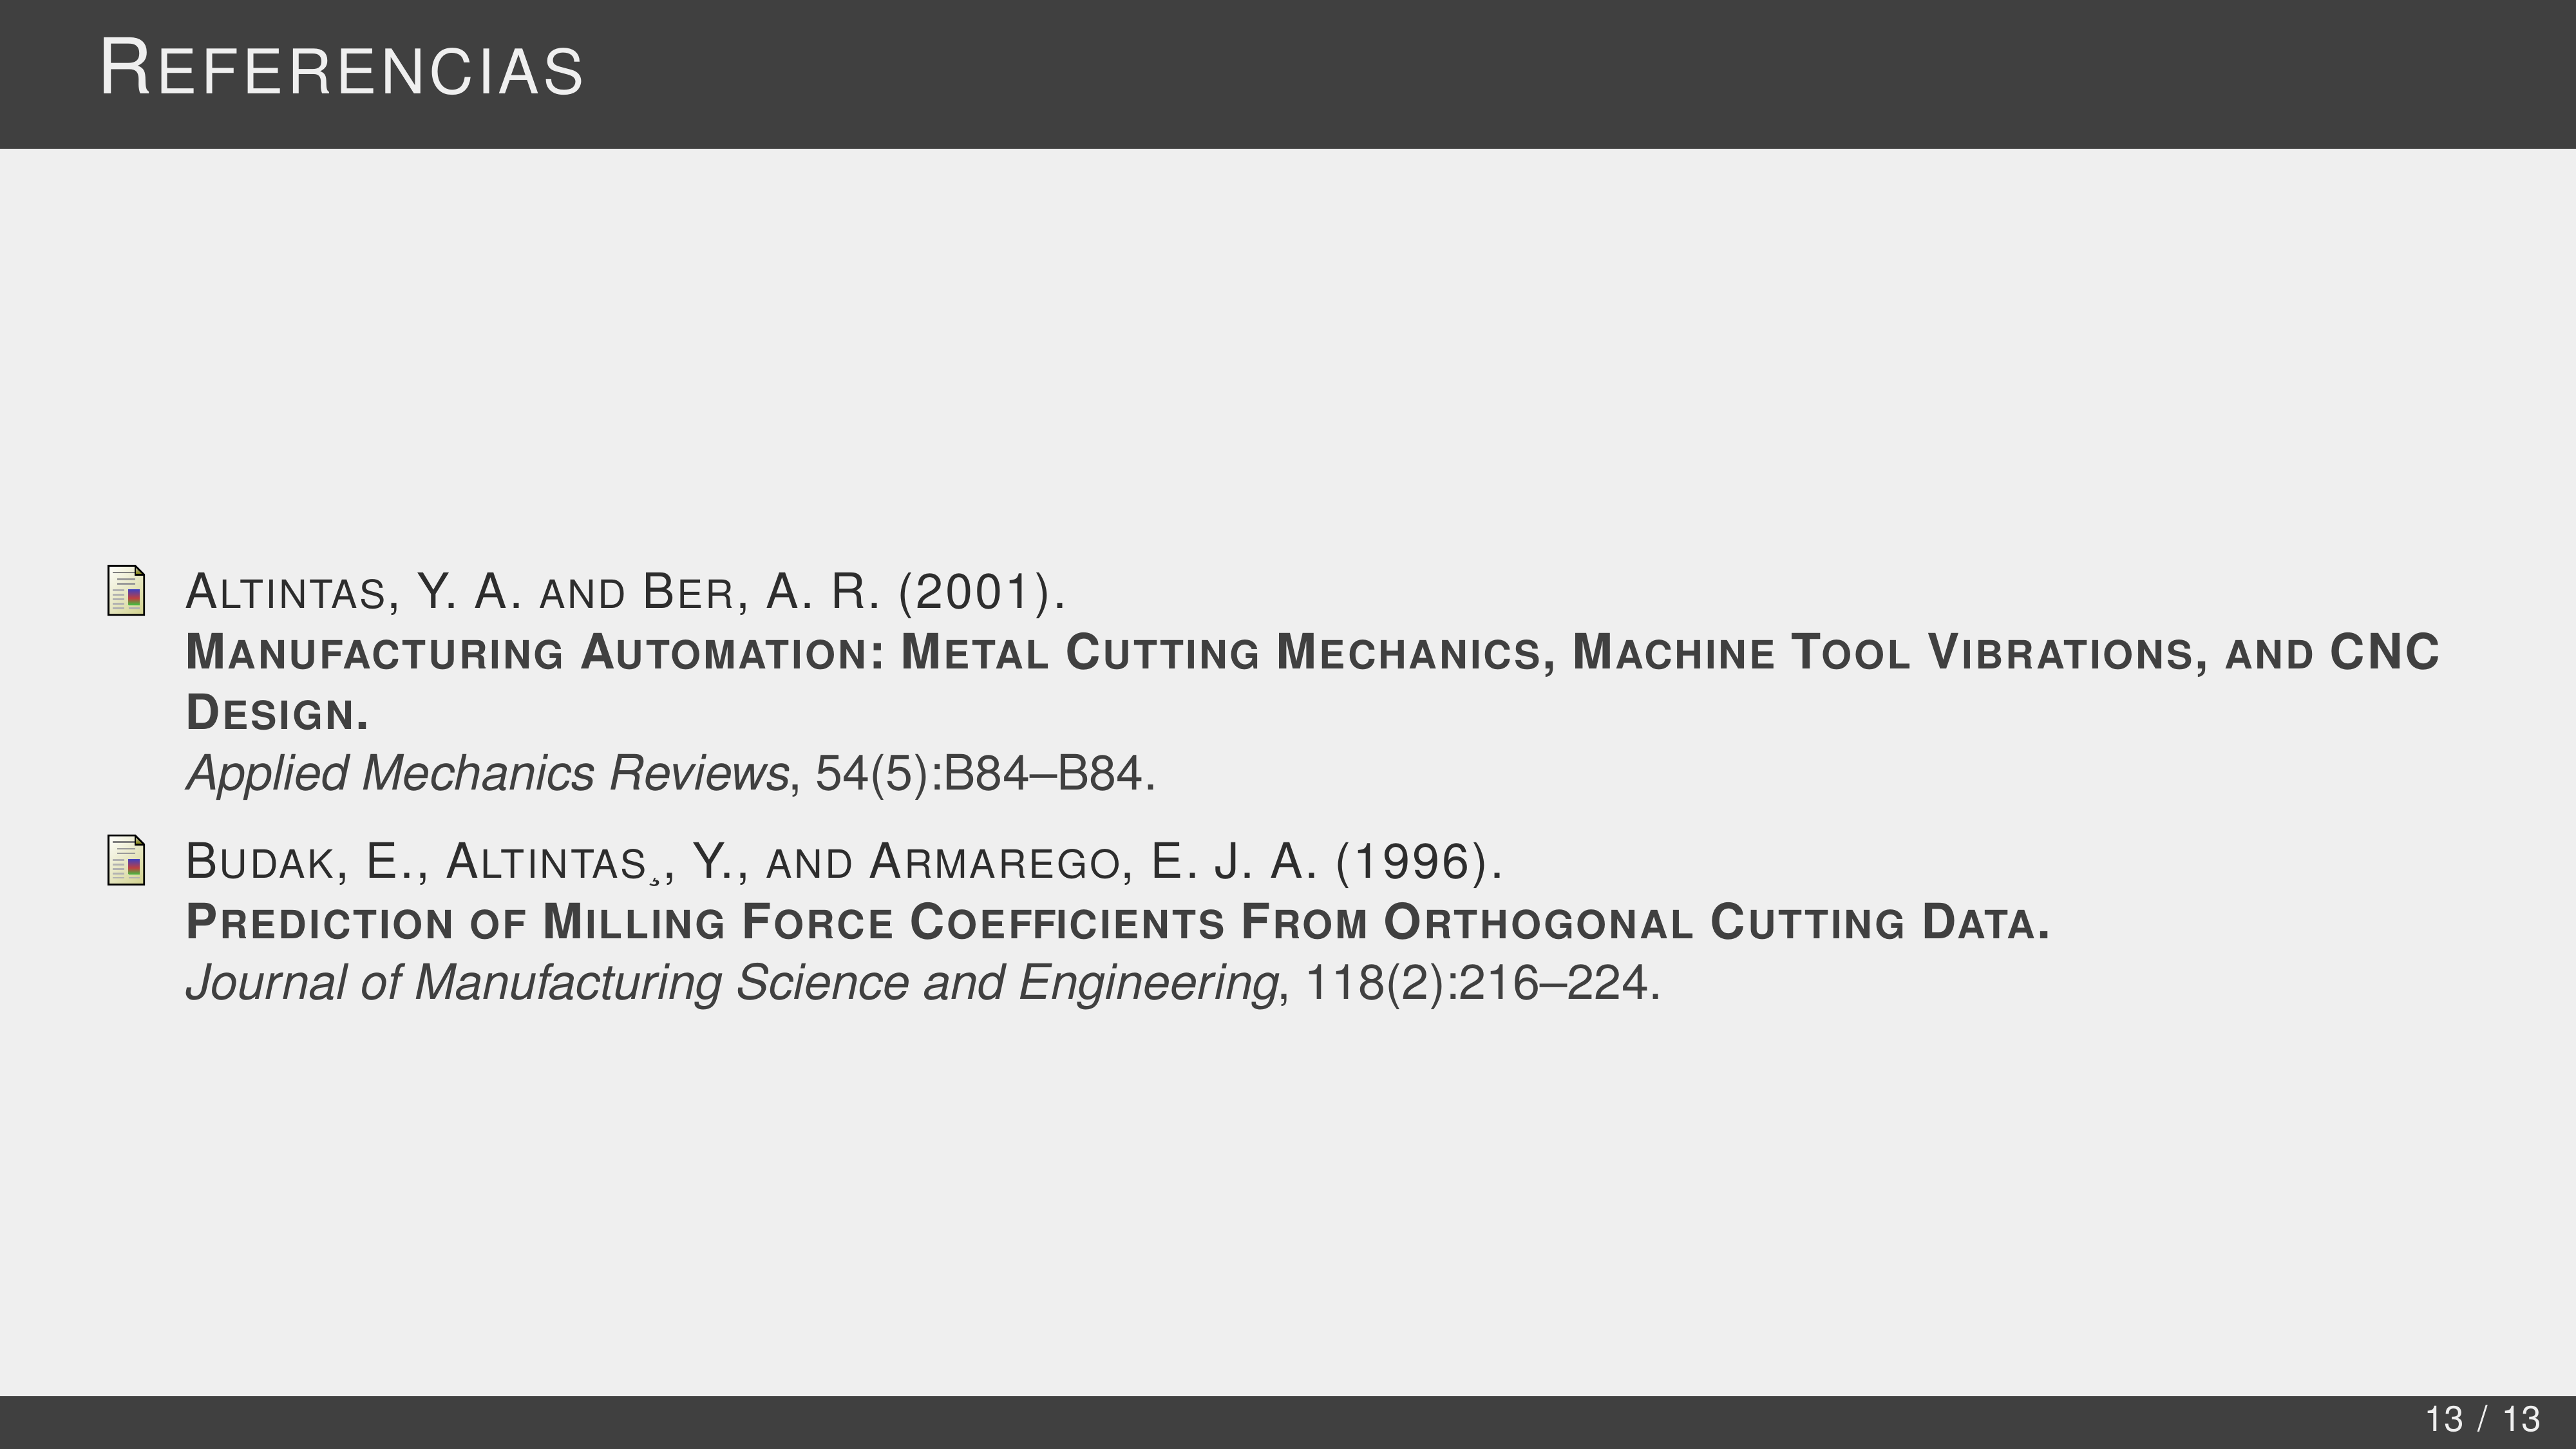 REFERENCIAS
ALTINTAS, Y. A. AND BER, A. R. (2001).
MANUFACTURING AUTOMATION: METAL CUTTING MECHANICS, MACHINE TOOL VIBRATIONS, AND CNC
DESIGN.
Applied Mechanics Reviews, 54(5):B84–B84.
BUDAK, E., ALTINTAS¸, Y., AND ARMAREGO, E. J. A. (1996).
PREDICTION OF MILLING FORCE COEFFICIENTS FROM ORTHOGONAL CUTTING DATA.
Journal of Manufacturing Science and Engineering, 118(2):216–224.
13 / 13